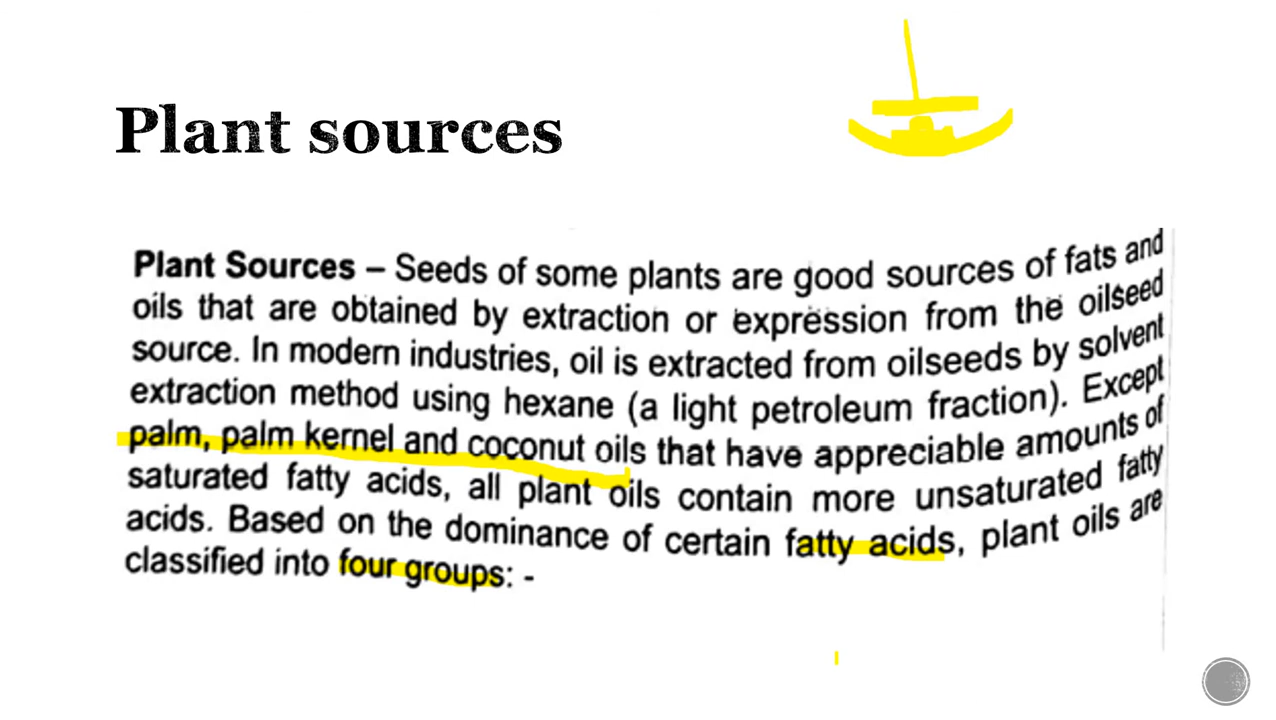 Plant sources
Plant Sources – Seeds of some plants are good sources of fats and
oils that are obtained by extraction or expression from the oilseed
source. In modern industries, oil is extracted from oilseeds by solvent
extraction method using hexane (a light petroleum fraction). Except
palm, palm kernel and coconut oils that have appreciable amounts of
saturated fatty acids, all plant oils contain more unsaturated fatty
acids. Based on the dominance of certain fatty acids, plant oils are
classified into four groups: -